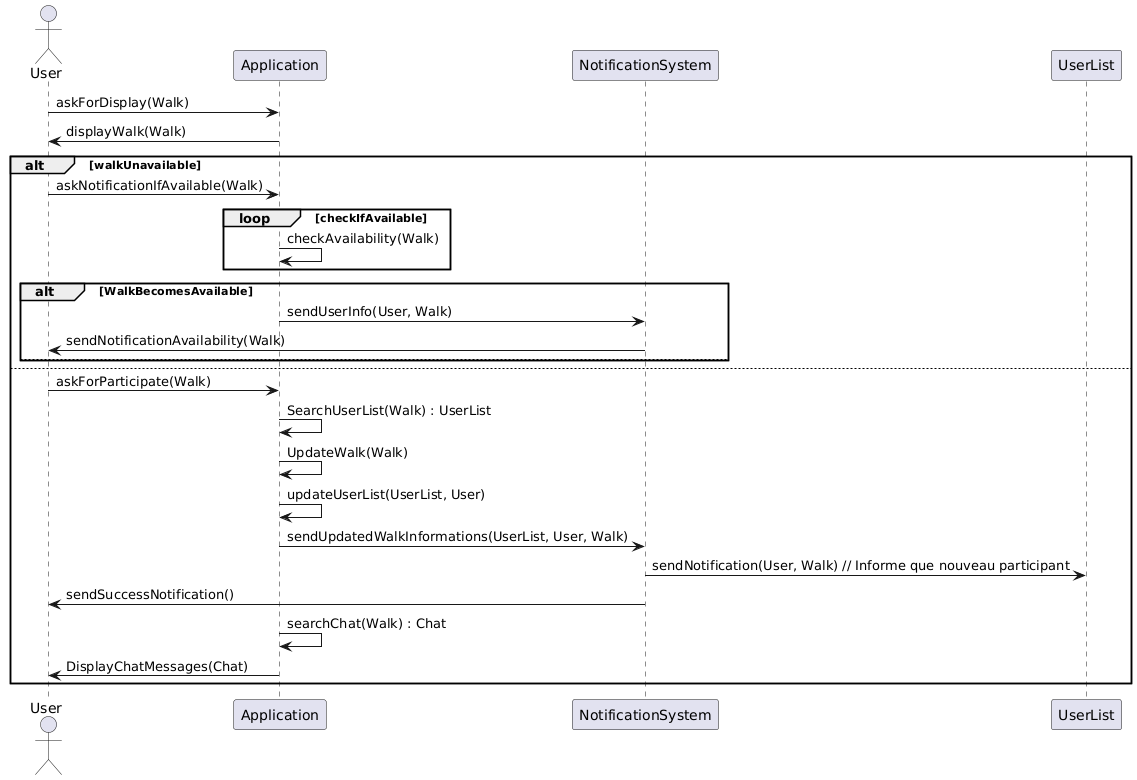 User
Application
NotificationSystem
UserList
askForDisplay(Walk)
displayWalk(Walk)
alt [walkUnavailable]
askNotificationIfAvailable(Walk)
loop [checkIfAvailable]
checkAvailability(Walk)
alt [WalkBecomesAvailable]
sendUserInfo(User, Walk)
sendNotificationAvailability(Walk)
askForParticipate(Walk)
SearchUserList(Walk) : UserList
UpdateWalk(Walk)
updateUserList(UserList, User)
sendUpdatedWalkInformations(UserList, User, Walk)
sendNotification(User, Walk) // Informe que nouveau participant
sendSuccessNotification()
searchChat(Walk) : Chat
DisplayChatMessages(Chat)
User
Application
NotificationSystem
UserList